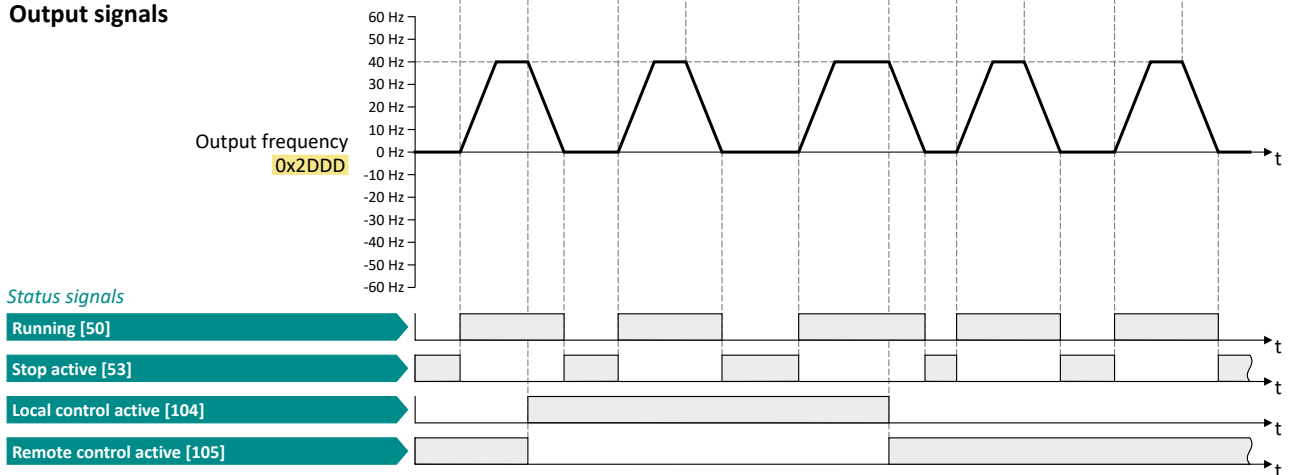 Output signals
60 Hz
50 Hz
40 Hz
30 Hz
20 Hz
10 Hz
Output frequency
0 Hz
t
0x2DDD
-10 Hz
-20 Hz
-30 Hz
-40 Hz
-50 Hz
-60 Hz
Status signals
Running [50]
t
Stop active [53]
t
Local control active [104]
t
Remote control active [105]
t